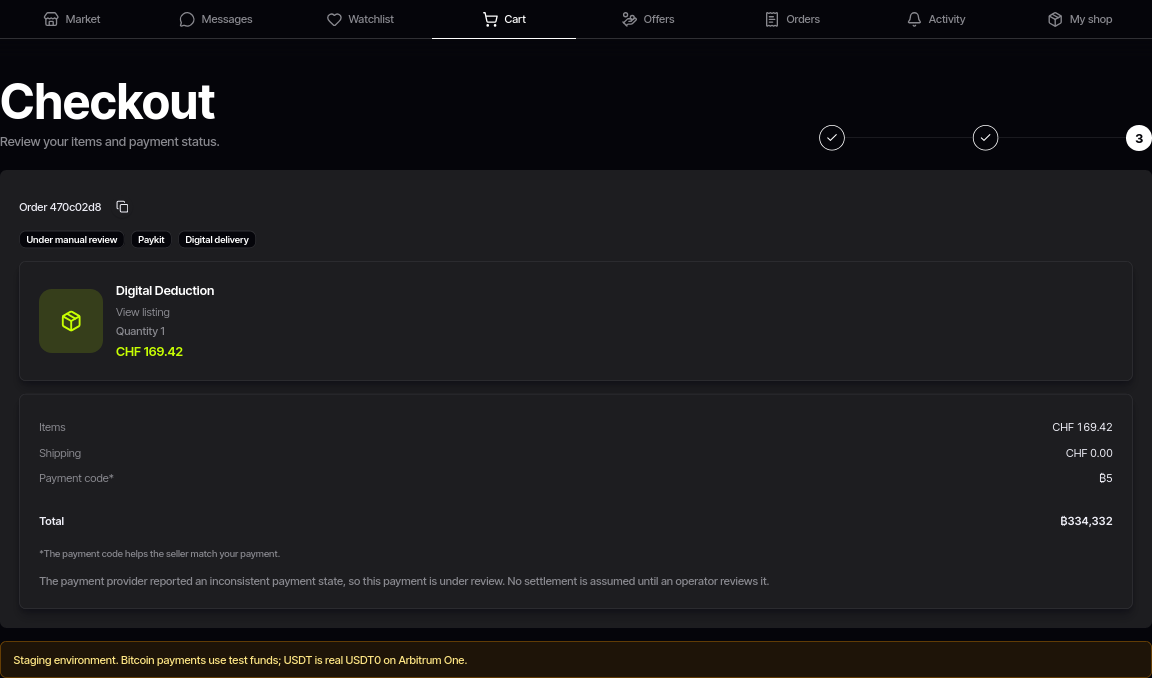 Market
Messages
Watchlist
Cart
Offers
Orders
Activity
My shop
Checkout
Review your items and payment status.
3
Order 470c02d8
Under manual review
Paykit
Digital delivery
Digital Deduction
View listing
Quantity 1
CHF 169.42
Items CHF 169.42
Shipping CHF 0.00
Payment code* ₿5
Total ₿334,332
*The payment code helps the seller match your payment.
The payment provider reported an inconsistent payment state, so this payment is under review. No settlement is assumed until an operator reviews it.
Staging environment. Bitcoin payments use test funds; USDT is real USDT0 on Arbitrum One.